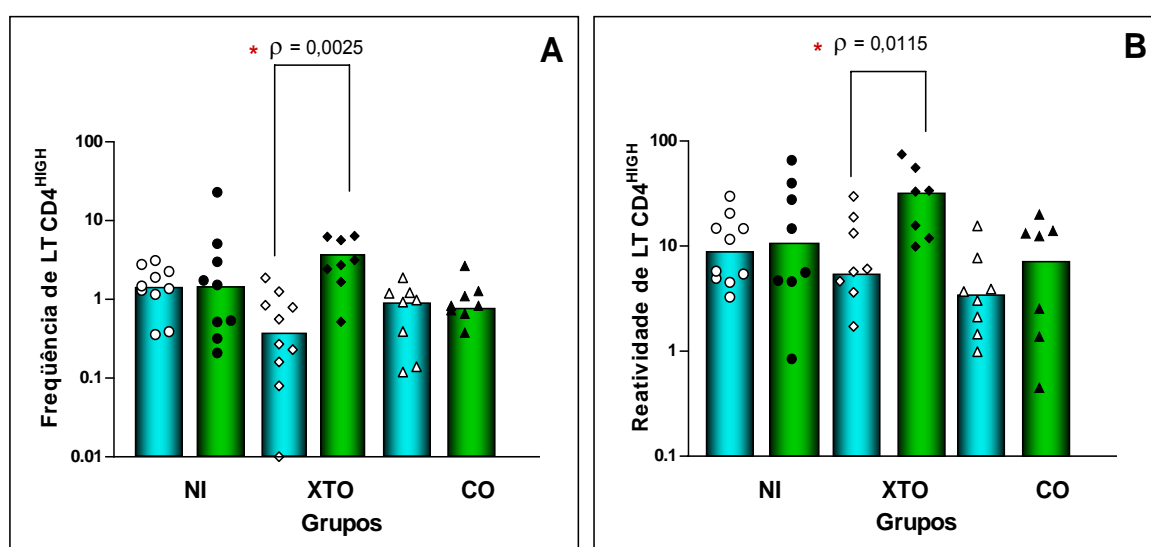 * ρ = 0,0025
A
Freqüência de LT CD4HIGH
100
10
1
0.1
0.01
NI XTO CO
Grupos
* ρ = 0,0115
B
Reatividade de LT CD4HIGH
100
10
1
0.1
NI XTO CO
Grupos